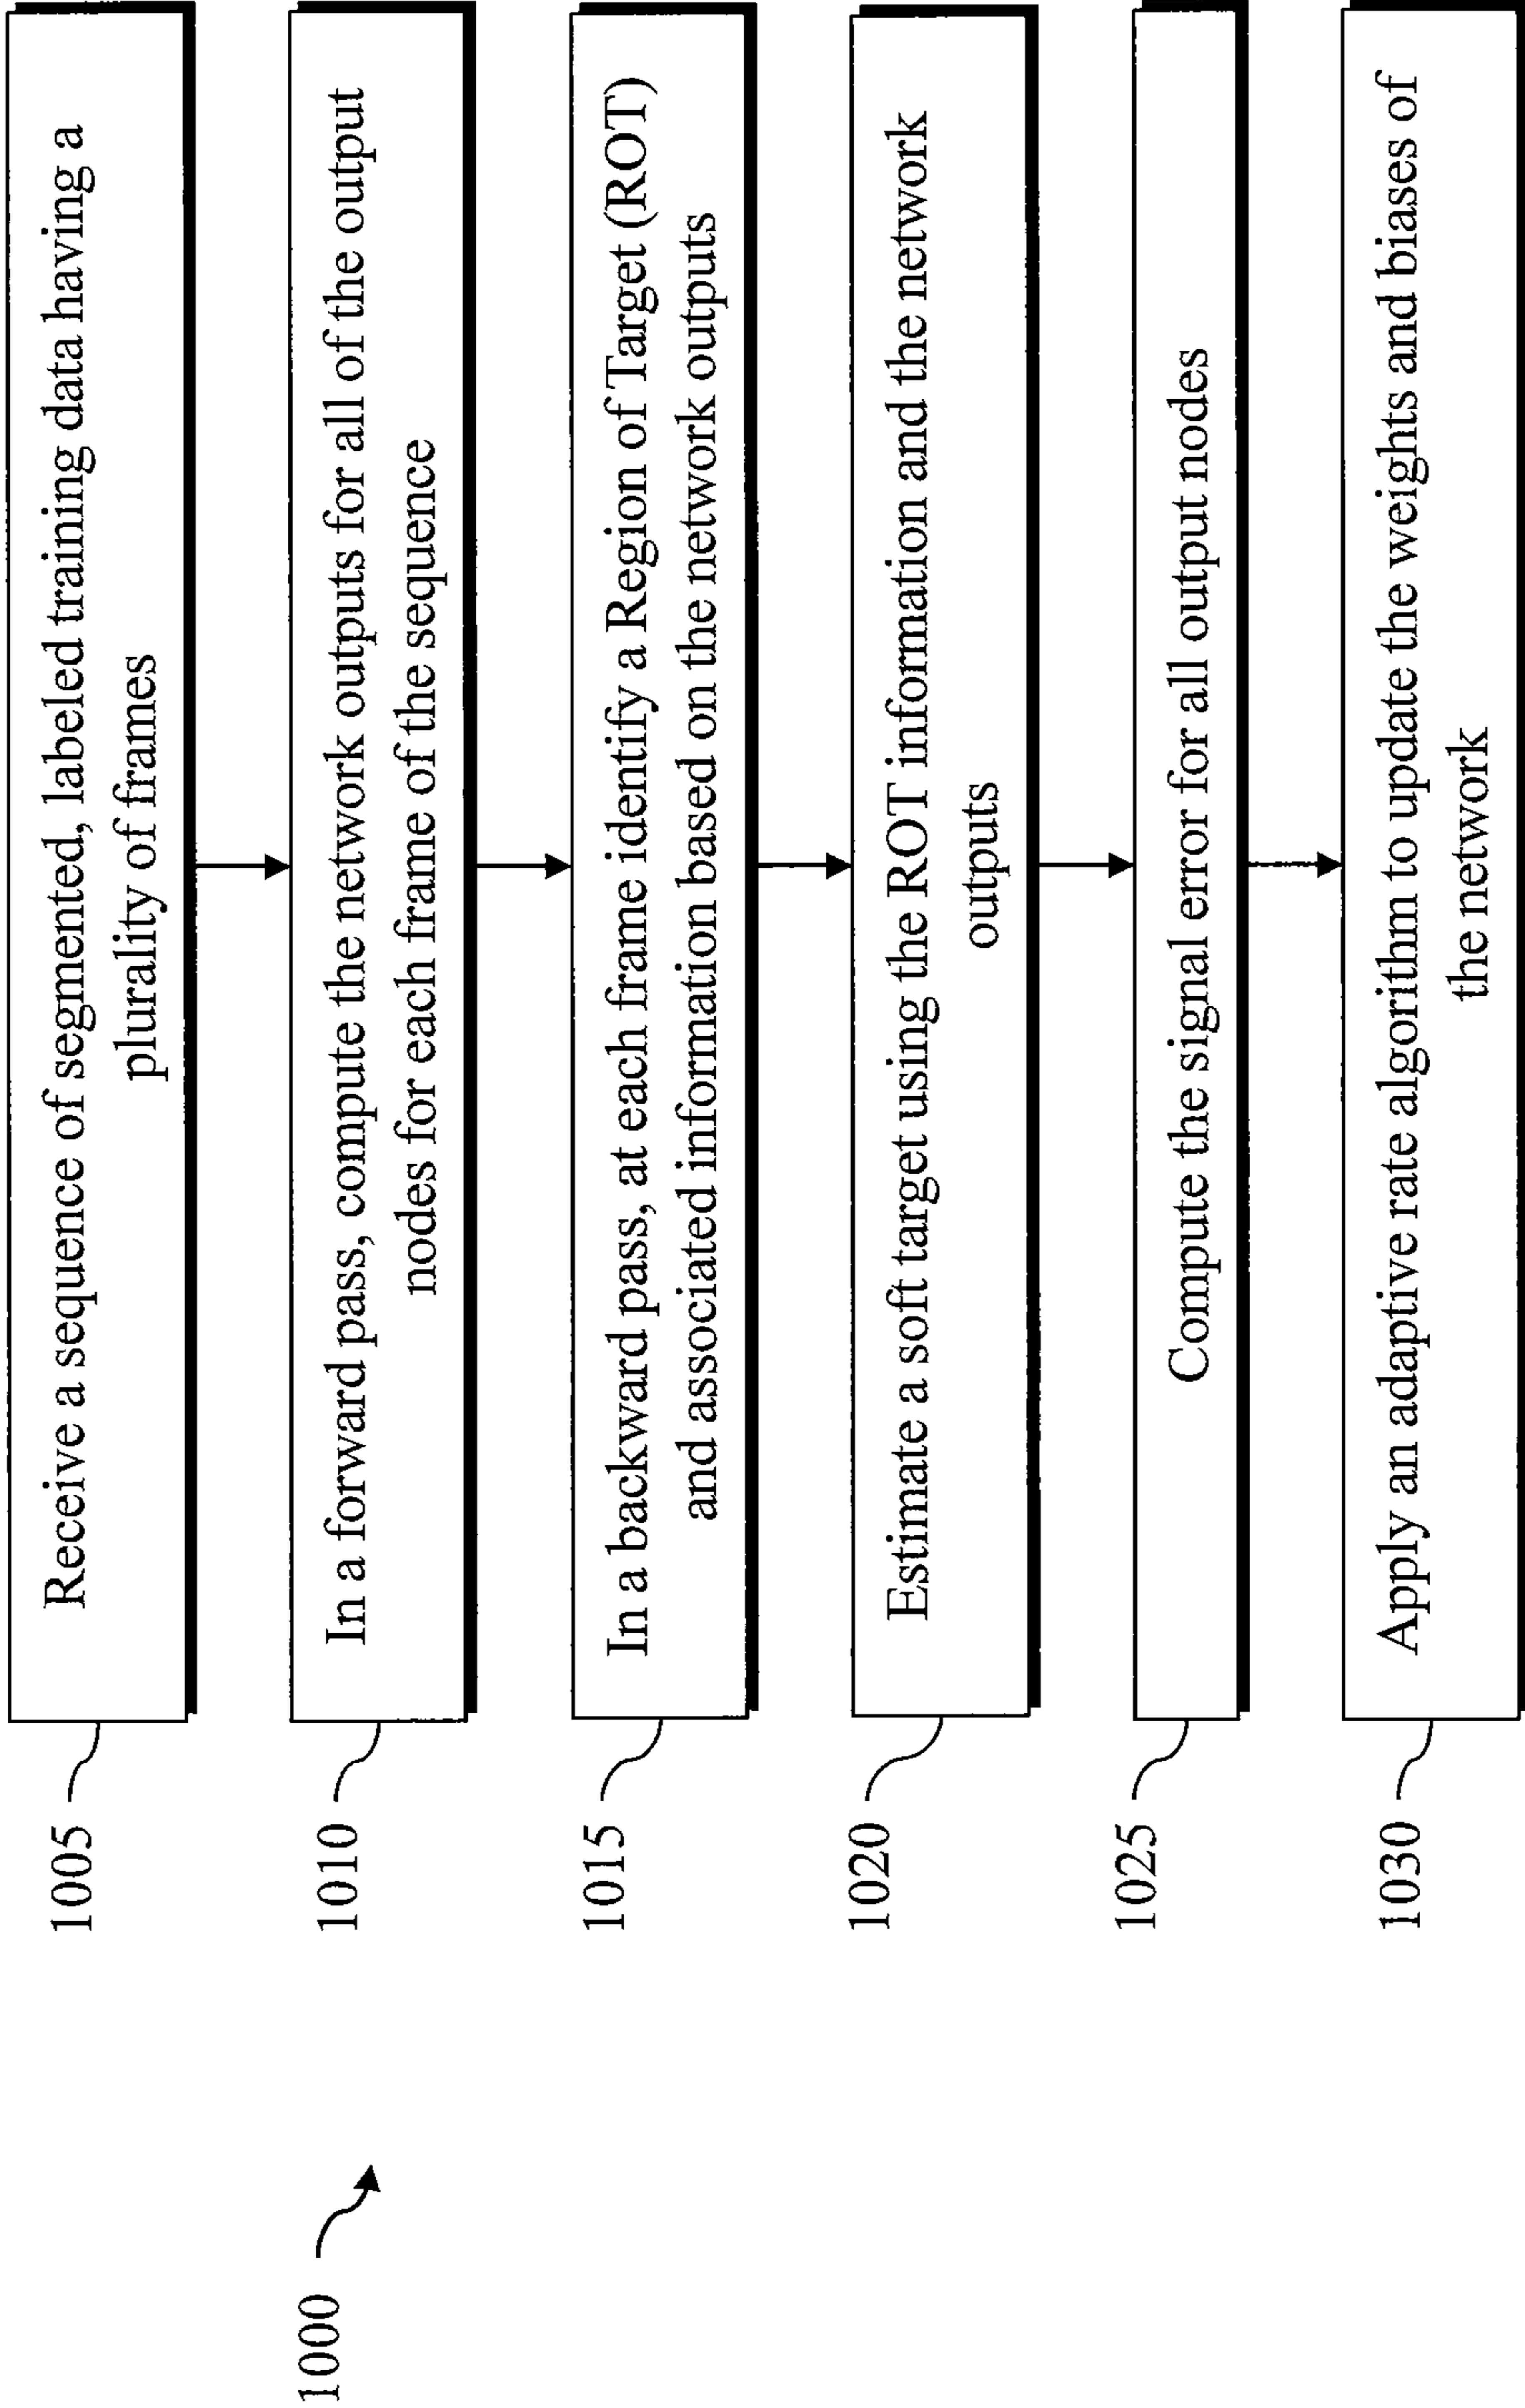 1000
1005
Receive a sequence of segmented, labeled training data having a
plurality of frames
1010
In a forward pass, compute the network outputs for all of the output
nodes for each frame of the sequence
1015
In a backward pass, at each frame identify a Region of Target (ROT)
and associated information based on the network outputs
1020
Estimate a soft target using the ROT information and the network
outputs
1025
Compute the signal error for all output nodes
1030
Apply an adaptive rate algorithm to update the weights and biases of
the network